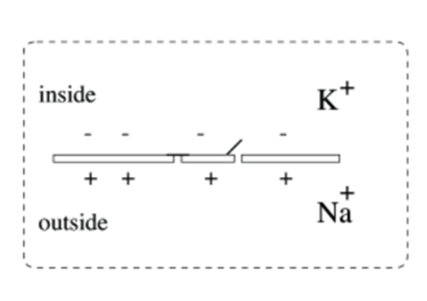 inside
K+
- - - -
+ + + +
outside
Na+